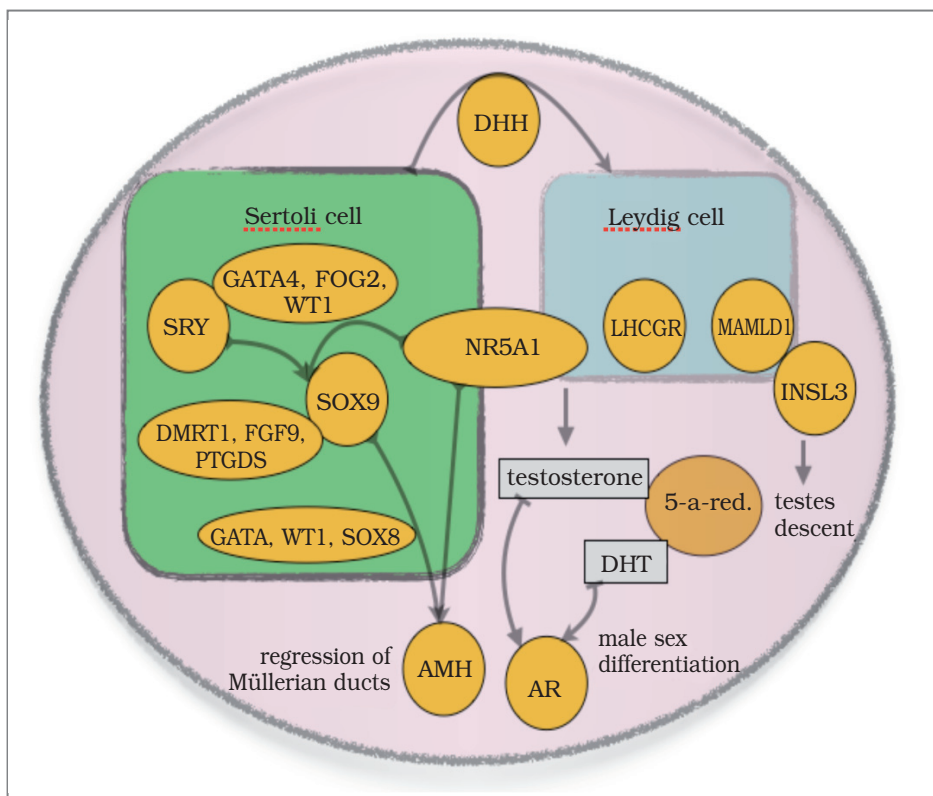 DHH
Sertoli cell
Leydig cell
GATA4, FOG2,
WT1
SRY
NR5A1
LHCGR
MAMLD1
INSL3
SOX9
DMRT1, FGF9,
PTGDS
testosterone
5-a-red.
testes
descent
GATA, WT1, SOX8
DHT
regression of
Müllerian ducts
AMH
AR
male sex
differentiation